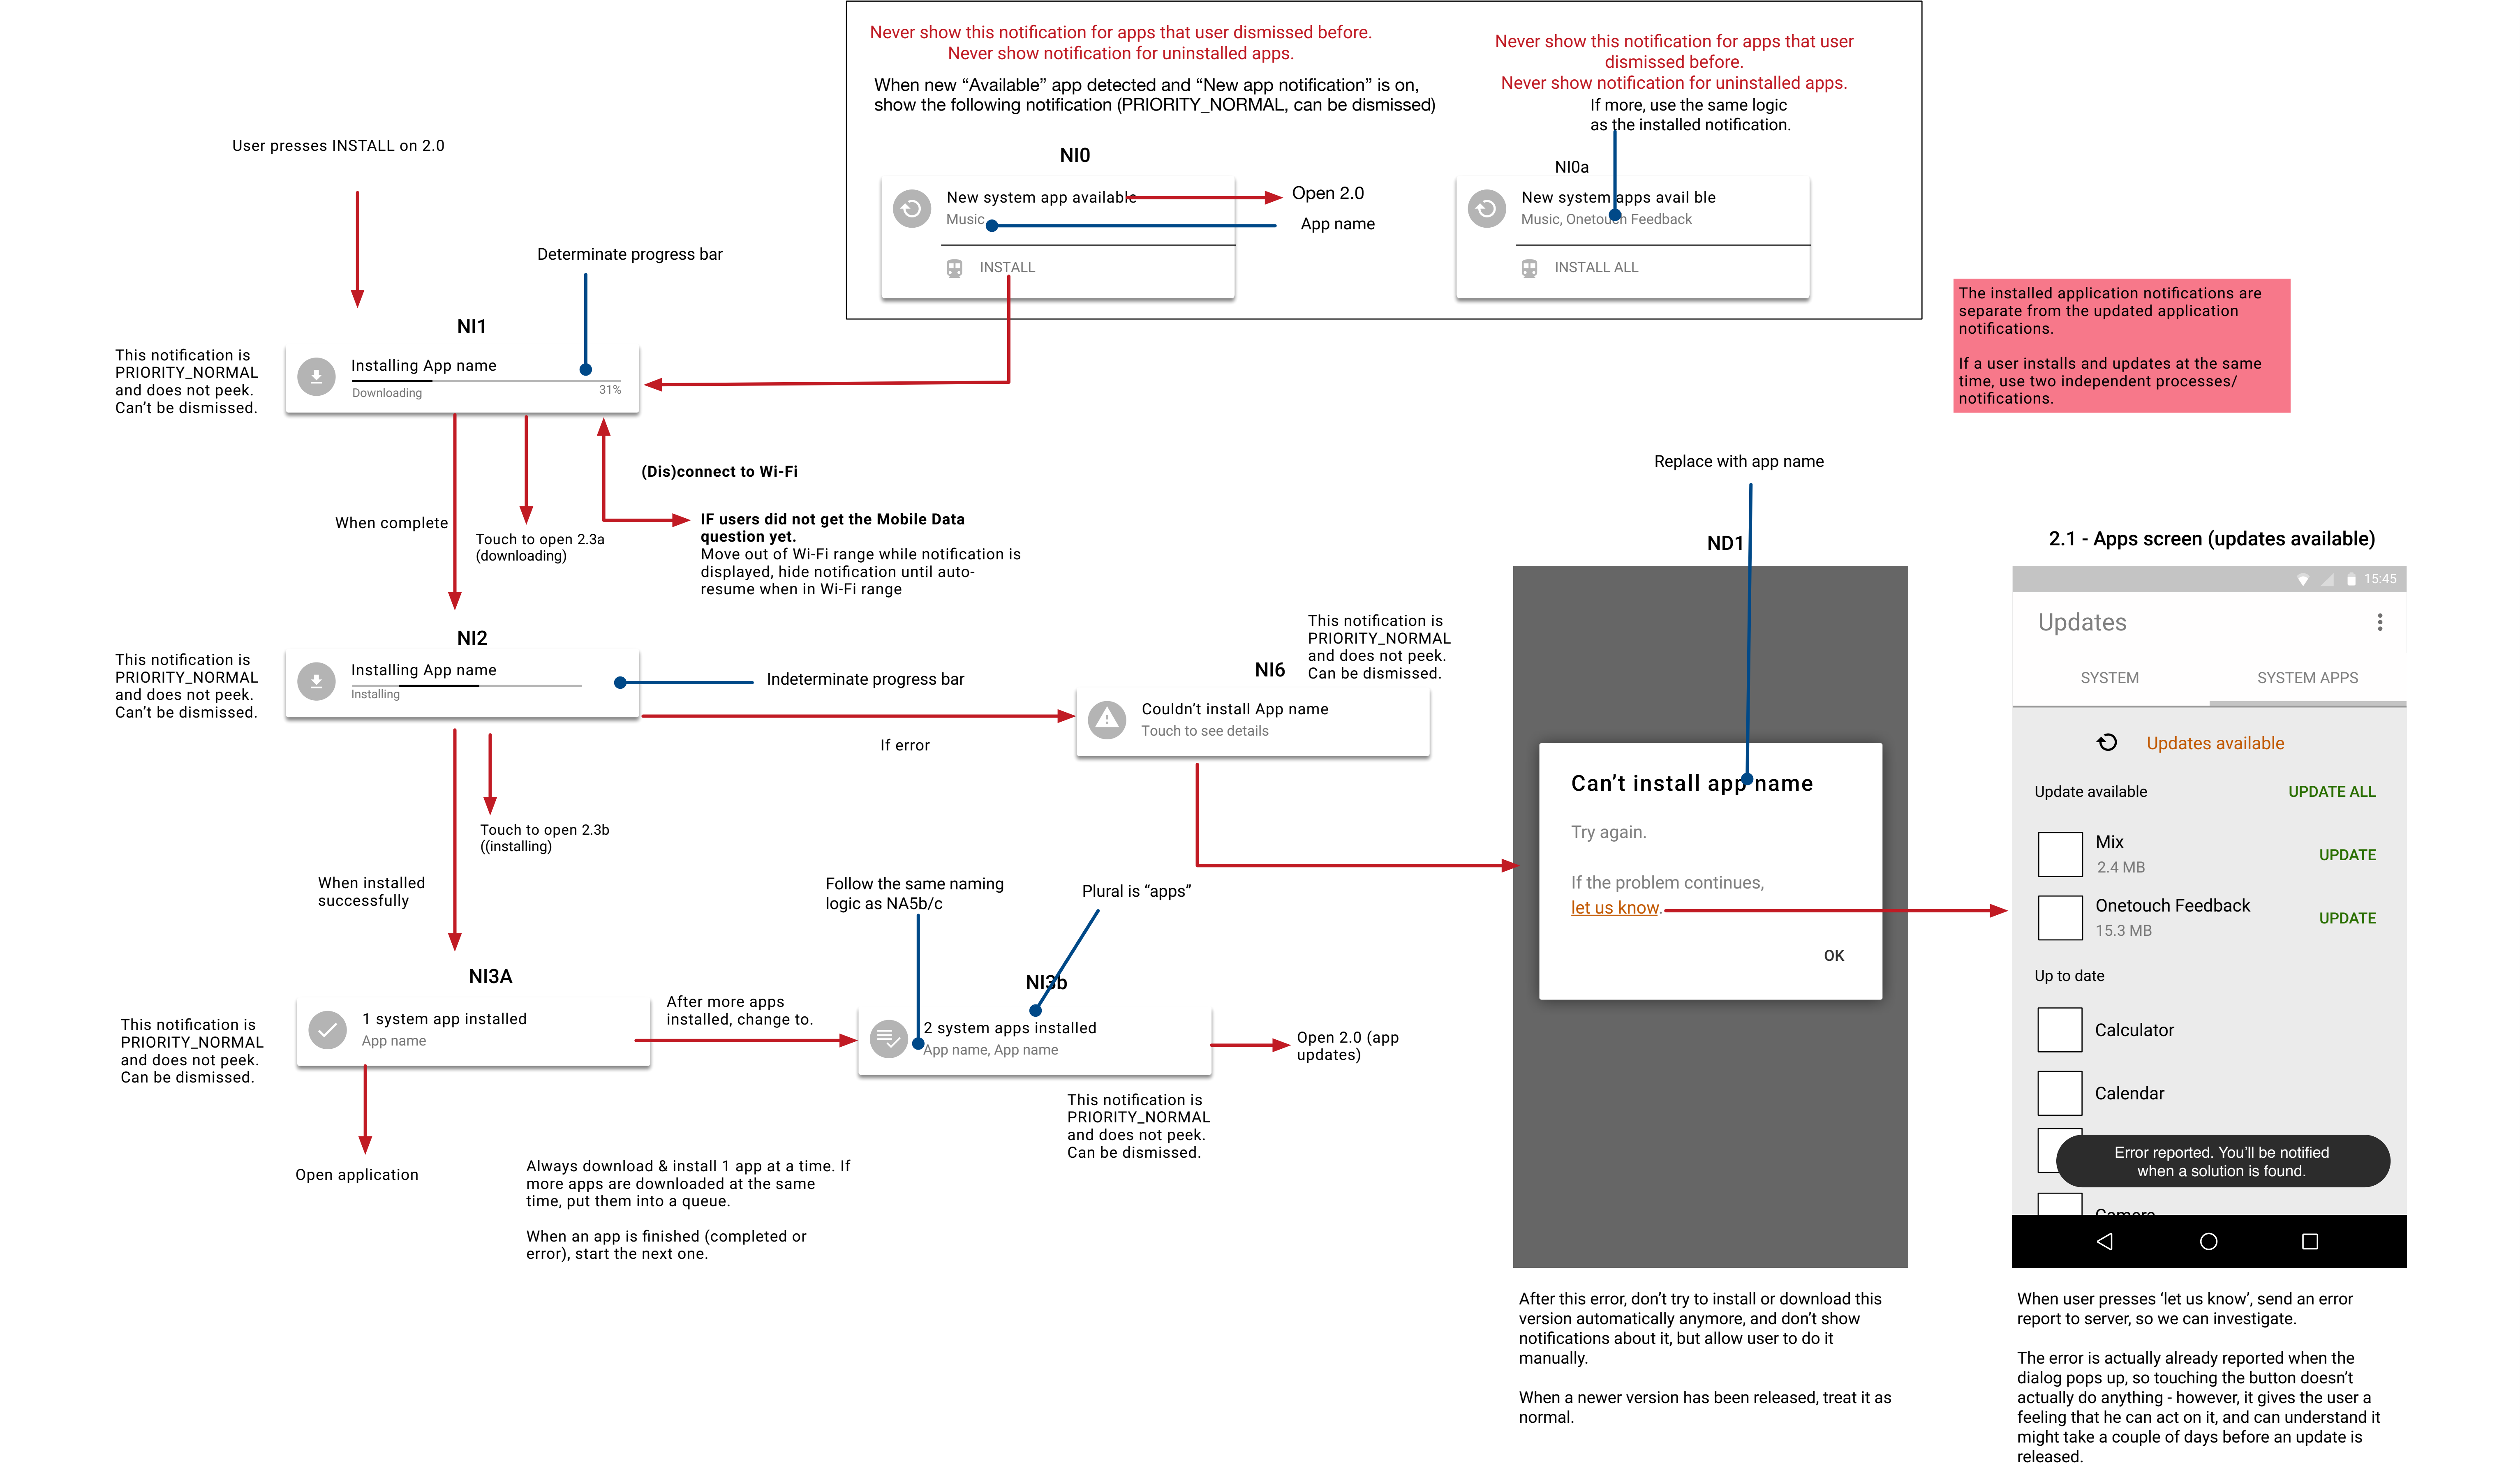 Never show this notification for apps that user dismissed before.
Never show notification for uninstalled apps.
When new “Available” app detected and “New app notification” is on,
show the following notification (PRIORITY_NORMAL, can be dismissed)
Never show this notification for apps that user
dismissed before.
Never show notification for uninstalled apps.
If more, use the same logic
as the installed notification.
NI0
New system app available
Music
INSTALL
Open 2.0
App name
NI0a
New system apps avail ble
Music, Onetouch Feedback
INSTALL ALL
The installed application notifications are
separate from the updated application
notifications.
If a user installs and updates at the same
time, use two independent processes/
notifications.
User presses INSTALL on 2.0
Determinate progress bar
NI1
This notification is
PRIORITY_NORMAL
and does not peek.
Can’t be dismissed.
Installing App name
Downloading
31%
(Dis)connect to Wi-Fi
When complete
Touch to open 2.3a
(downloading)
IF users did not get the Mobile Data
question yet.
Move out of Wi-Fi range while notification is
displayed, hide notification until auto-
resume when in Wi-Fi range
NI2
This notification is
PRIORITY_NORMAL
and does not peek.
Can’t be dismissed.
Installing App name
Installing
Indeterminate progress bar
If error
NI6
This notification is
PRIORITY_NORMAL
and does not peek.
Can be dismissed.
Couldn’t install App name
Touch to see details
Touch to open 2.3b
((installing)
When installed
successfully
Follow the same naming
logic as NA5b/c
Plural is “apps”
NI3A
This notification is
PRIORITY_NORMAL
and does not peek.
Can be dismissed.
1 system app installed
App name
After more apps
installed, change to.
NI3b
2 system apps installed
App name, App name
Open 2.0 (app
updates)
This notification is
PRIORITY_NORMAL
and does not peek.
Can be dismissed.
Open application
Always download & install 1 app at a time. If
more apps are downloaded at the same
time, put them into a queue.
When an app is finished (completed or
error), start the next one.
Replace with app name
ND1
Can’t install app name
Try again.
If the problem continues,
let us know.
OK
After this error, don’t try to install or download this
version automatically anymore, and don’t show
notifications about it, but allow user to do it
manually.
When a newer version has been released, treat it as
normal.
2.1 - Apps screen (updates available)
15:45
Updates
SYSTEM
SYSTEM APPS
Updates available
Update available
UPDATE ALL
Mix
2.4 MB
UPDATE
Onetouch Feedback
15.3 MB
UPDATE
Up to date
Calculator
Calendar
Error reported. You’ll be notified
when a solution is found.
Camera
When user presses ‘let us know’, send an error
report to server, so we can investigate.
The error is actually already reported when the
dialog pops up, so touching the button doesn’t
actually do anything - however, it gives the user a
feeling that he can act on it, and can understand it
might take a couple of days before an update is
released.